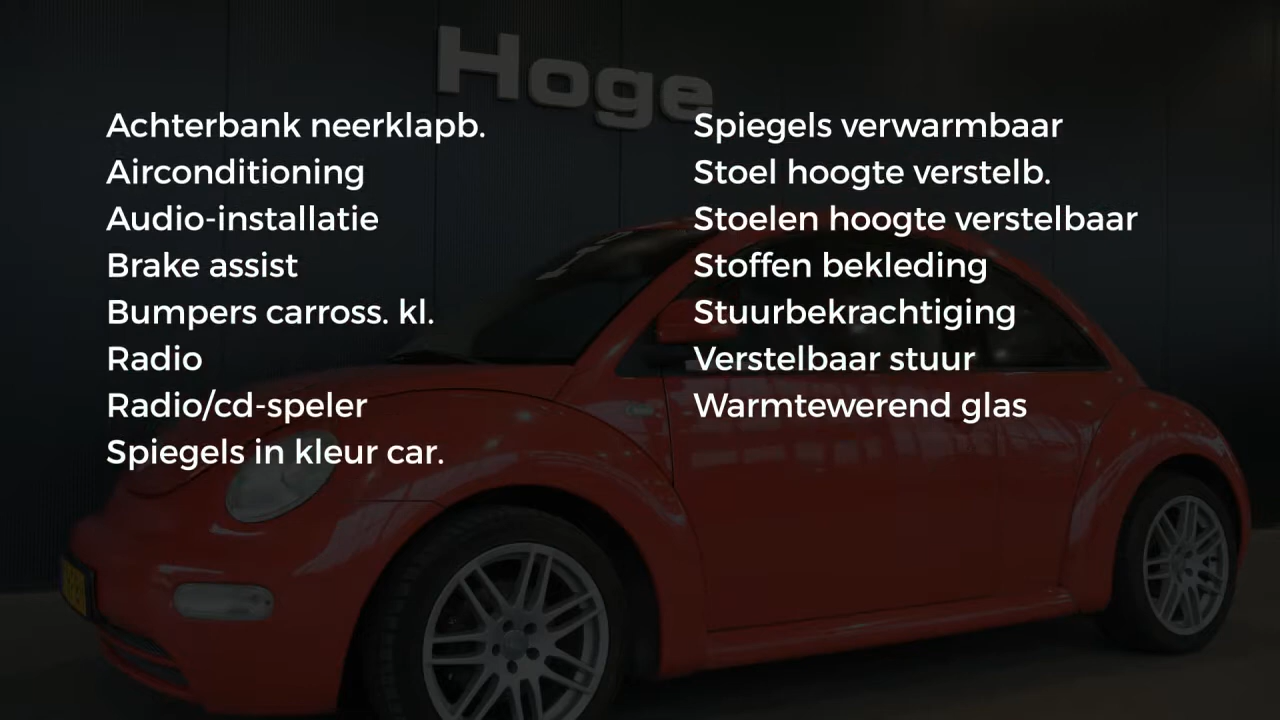 Hoge
Achterbank neerklapb.
Airconditioning
Audio-installatie
Brake assist
Bumpers carross. kl.
Radio
Radio/cd-speler
Spiegels in kleur car.
Spiegels verwarmbaar
Stoel hoogte verstelb.
Stoelen hoogte verstelbaar
Stoffen bekleding
Stuurbekrachtiging
Verstelbaar stuur
Warmtewerend glas